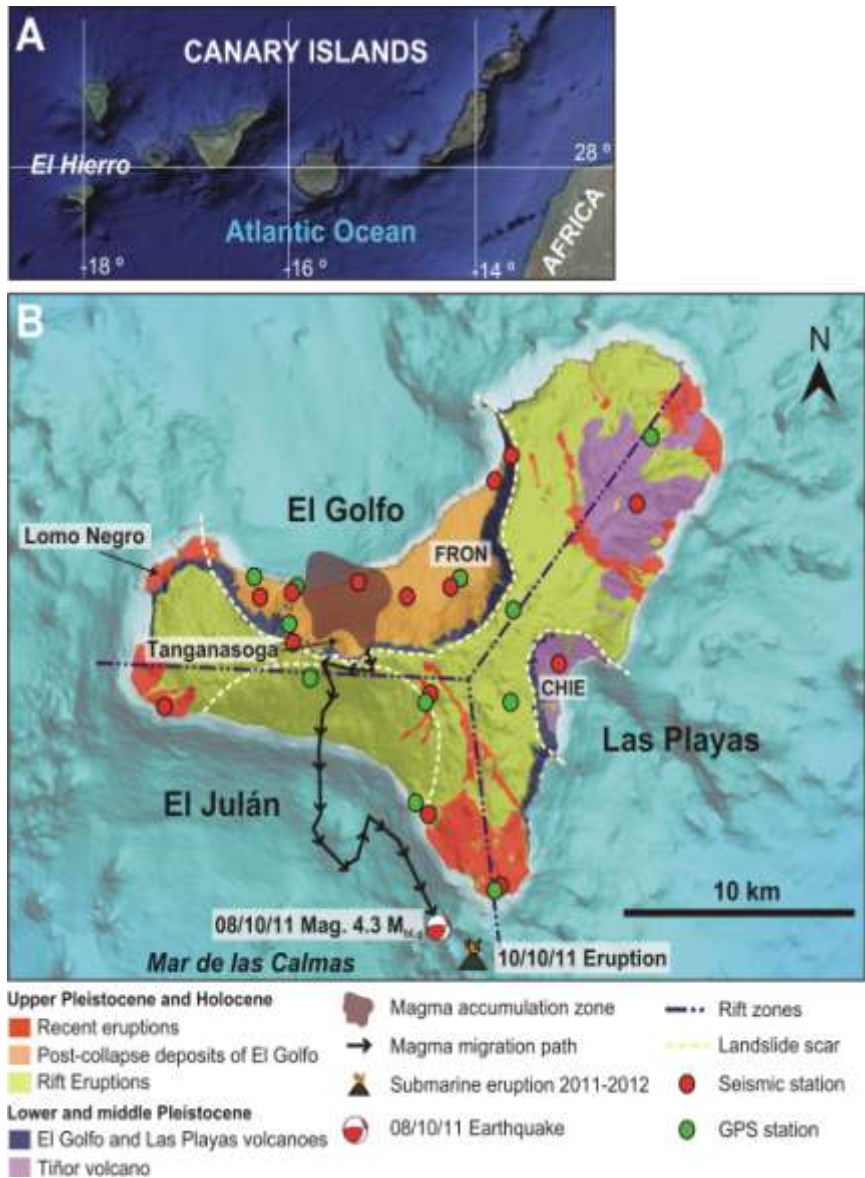 A
CANARY ISLANDS
El Hierro
28 º
Atlantic Ocean
AFRICA
-18 º
-16 º
-14 º
B
N
El Golfo
Lomo Negro
FRON
Tanganasoga
CHIE
Las Playas
El Julán
10 km
08/10/11 Mag. 4.3 M
10/10/11 Eruption
Mar de las Calmas
Upper Pleistocene and Holocene
Recent eruptions
Post-collapse deposits of El Golfo
Rift Eruptions
Lower and middle Pleistocene
El Golfo and Las Playas volcanoes
Tiñor volcano
Magma accumulation zone
Magma migration path
Submarine eruption 2011-2012
08/10/11 Earthquake
Rift zones
Landslide scar
Seismic station
GPS station